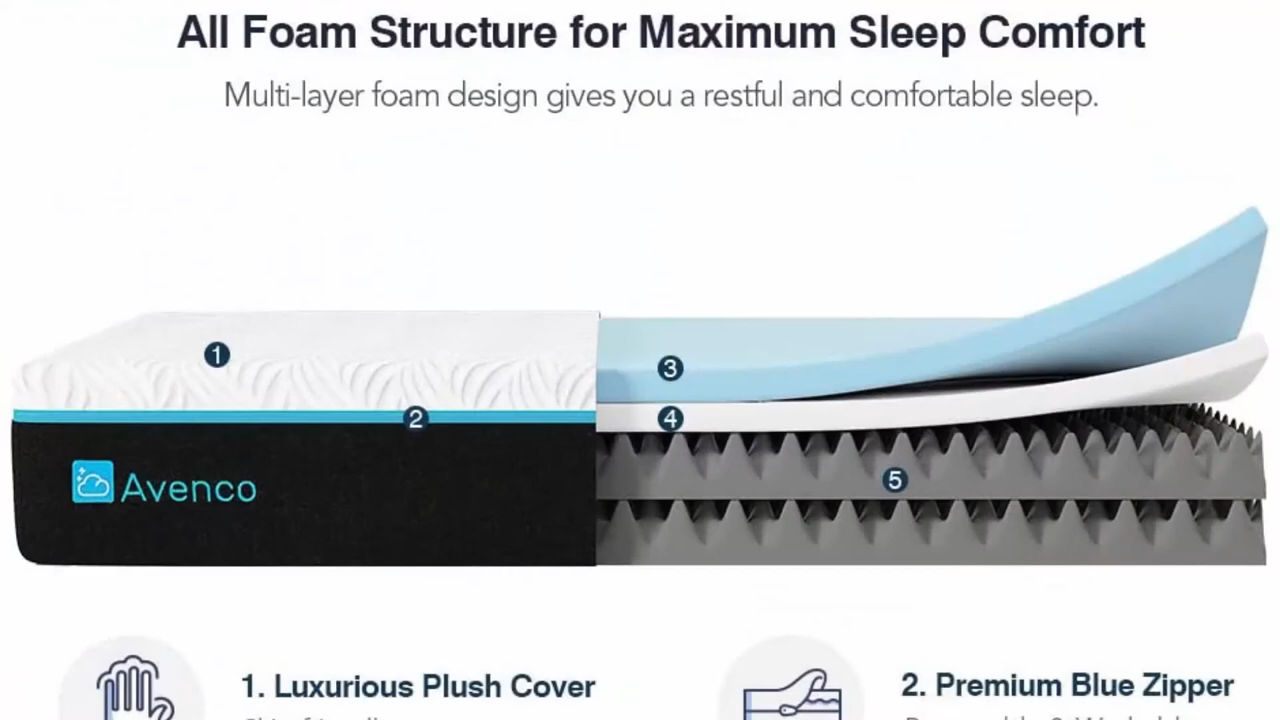 All Foam Structure for Maximum Sleep Comfort
Multi-layer foam design gives you a restful and comfortable sleep.
1
3
2
4
Avenco
5
1. Luxurious Plush Cover
2. Premium Blue Zipper